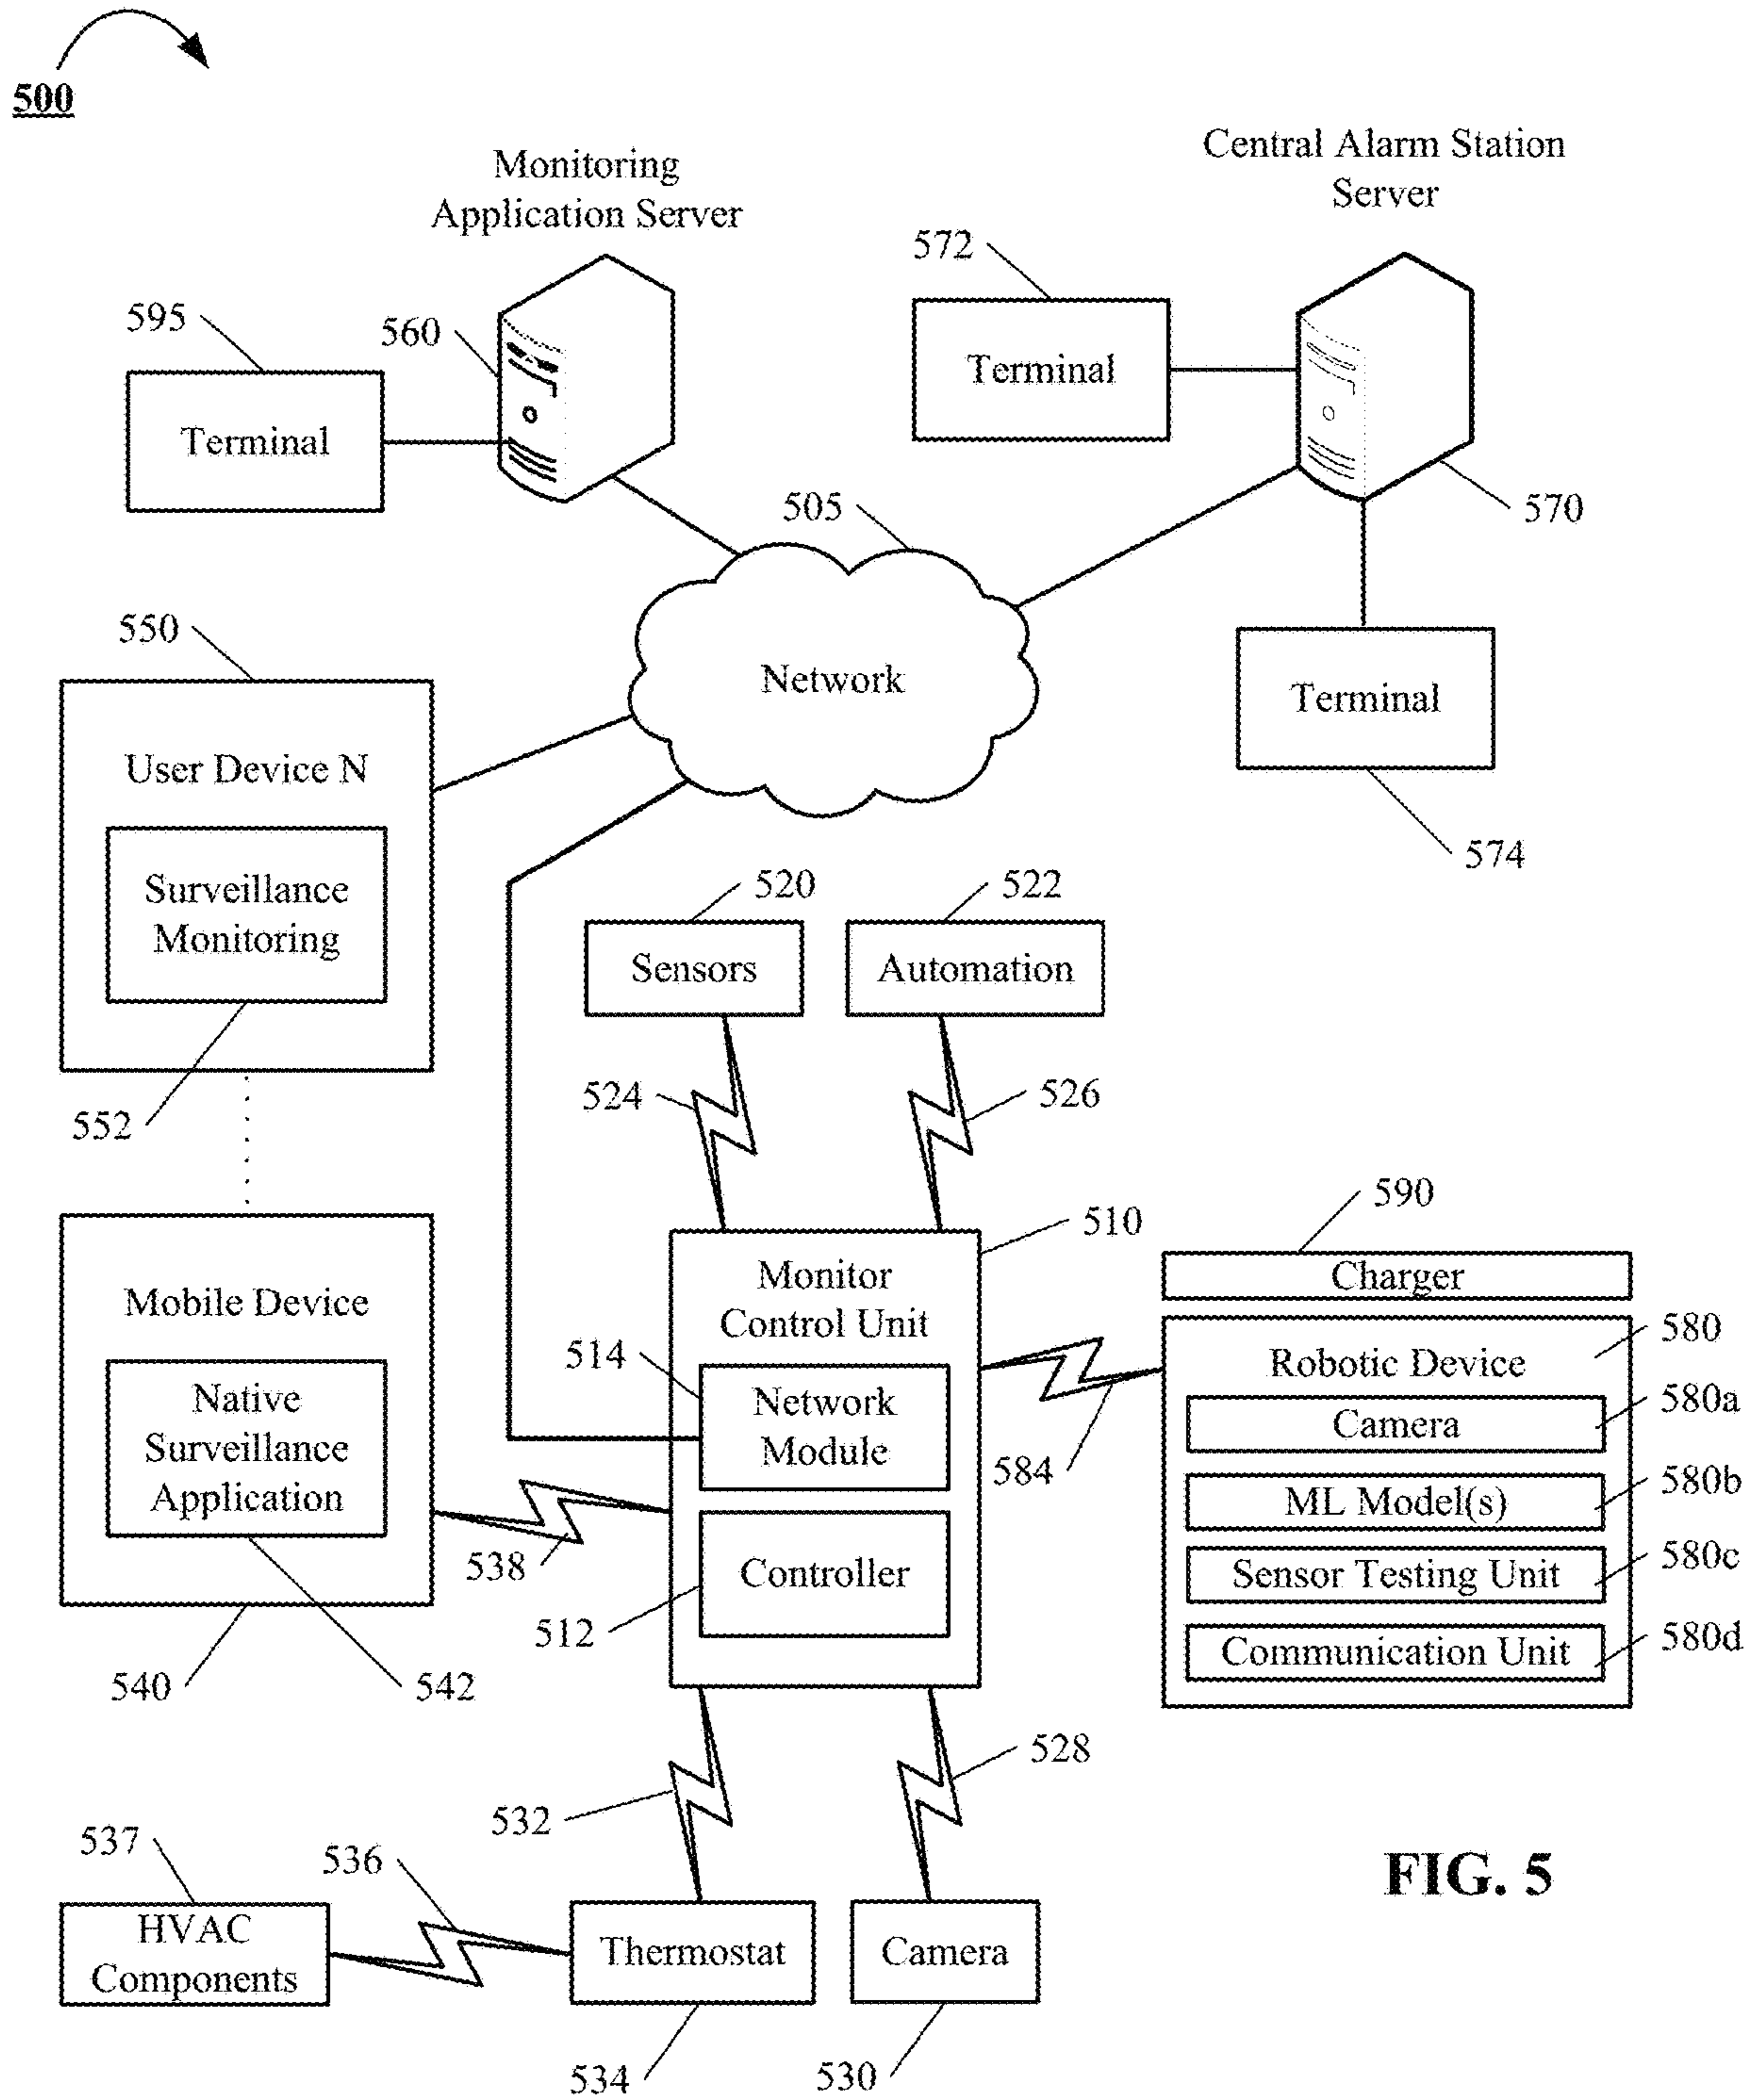 500
Monitoring
Application Server
Central Alarm Station
Server
572
595
560
Terminal
Terminal
505
570
550
Network
Terminal
User Device N
574
Surveillance
Monitoring
520
522
Sensors
Automation
552
524
526
590
510
Charger
Mobile Device
Monitor
Control Unit
580
514
Robotic Device
580a
Native
Surveillance
Application
Network
Module
Camera
584
580b
ML Model(s)
538
580c
Controller
Sensor Testing Unit
512
580d
Communication Unit
540
542
528
532
537
536
FIG. 5
HVAC
Components
Thermostat
Camera
534
530